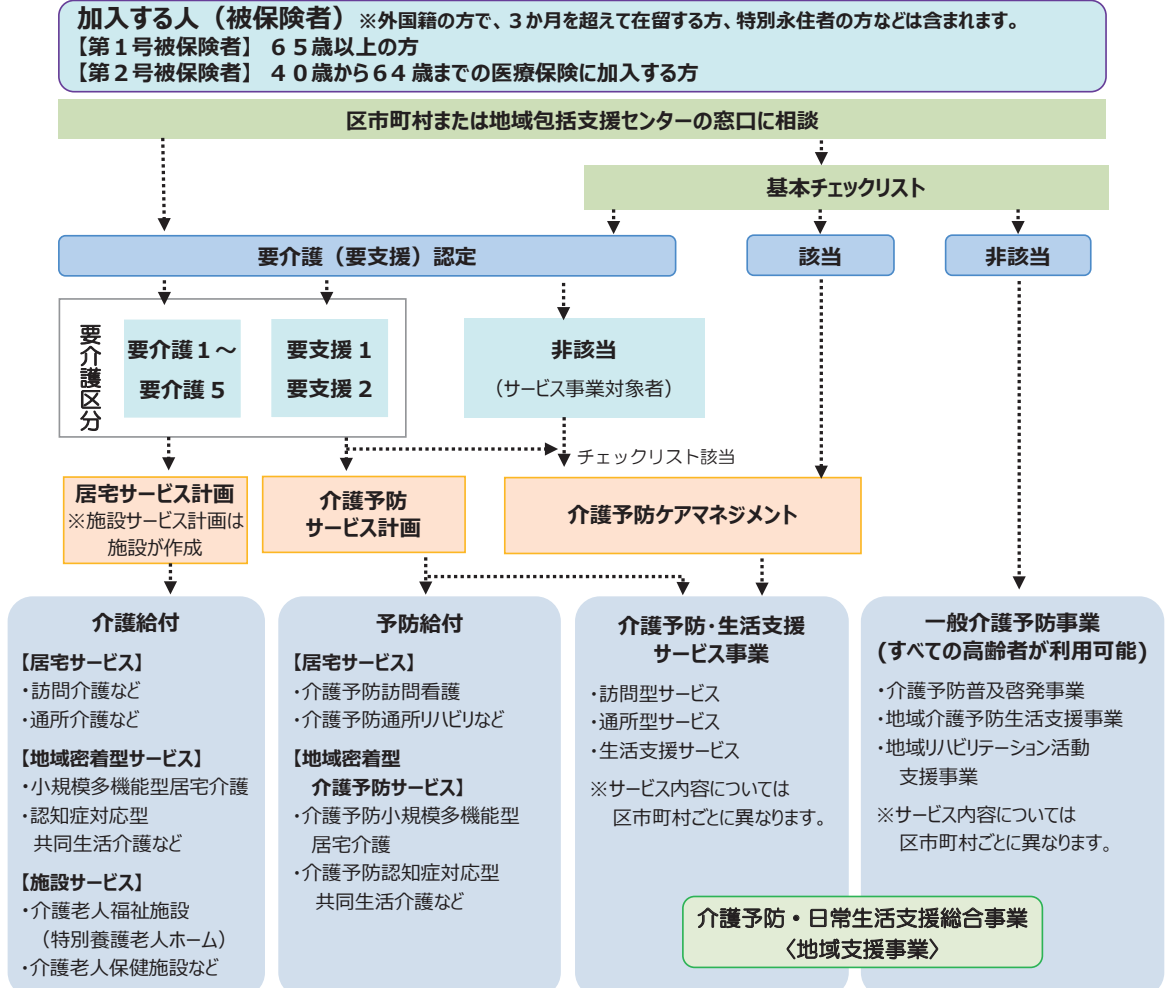 加入する人（被保険者）※外国籍の方で、３か月を超えて在留する方、特別永住者の方などは含まれます。
【第１号被保険者】 ６５歳以上の方
【第２号被保険者】 ４０歳から６４歳までの医療保険に加入する方
区市町村または地域包括支援センターの窓口に相談
基本チェックリスト
要介護（要支援）認定
該当
非該当
要介護区分
要介護１～
要介護５
要支援１
要支援２
非該当
（サービス事業対象者）
チェックリスト該当
居宅サービス計画
※施設サービス計画は
施設が作成
介護予防
サービス計画
介護予防ケアマネジメント
介護給付
【居宅サービス】
・訪問介護など
・通所介護など
【地域密着型サービス】
・小規模多機能型居宅介護
・認知症対応型
共同生活介護など
【施設サービス】
・介護老人福祉施設
（特別養護老人ホーム）
・介護老人保健施設など
予防給付
【居宅サービス】
・介護予防訪問看護
・介護予防通所リハビリなど
【地域密着型
介護予防サービス】
・介護予防小規模多機能型
居宅介護
・介護予防認知症対応型
共同生活介護など
介護予防・生活支援
サービス事業
・訪問型サービス
・通所型サービス
・生活支援サービス
※サービス内容については
区市町村ごとに異なります。
一般介護予防事業
(すべての高齢者が利用可能)
・介護予防普及啓発事業
・地域介護予防生活支援事業
・地域リハビリテーション活動
支援事業
※サービス内容については
区市町村ごとに異なります。
介護予防・日常生活支援総合事業
〈地域支援事業〉